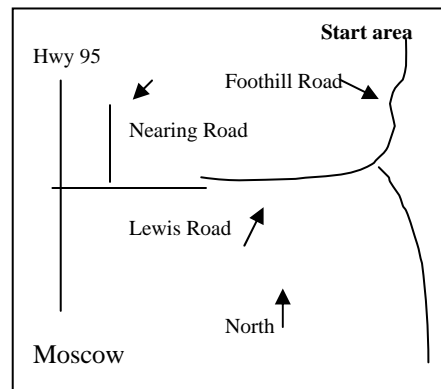 Start area
Hwy 95
Foothill Road
Nearing Road
Lewis Road
North
Moscow